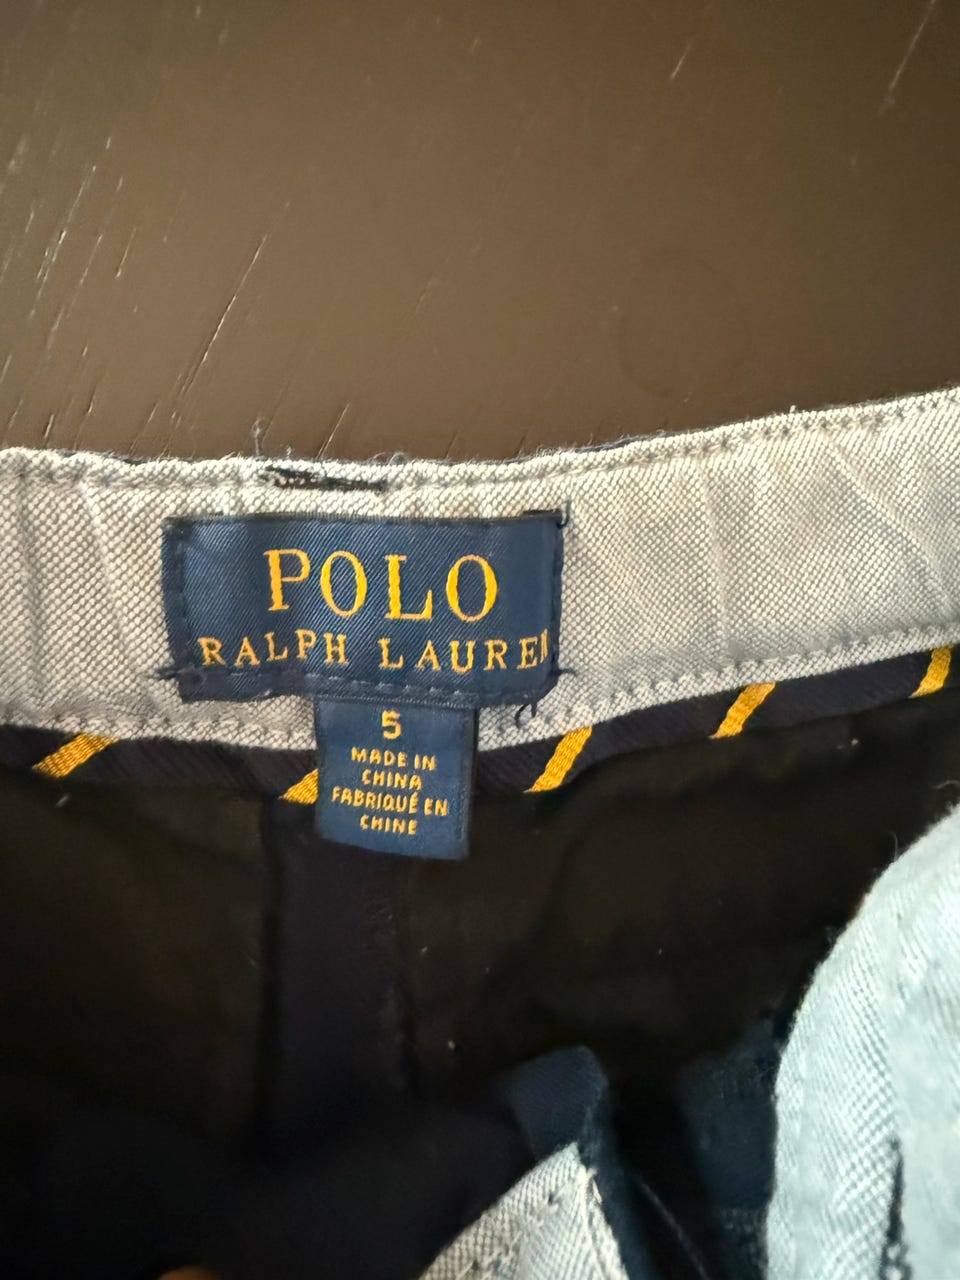 POLO
RALPH LAUREN
5
MADE IN
CHINA
FABRIQUÉ EN
CHINE